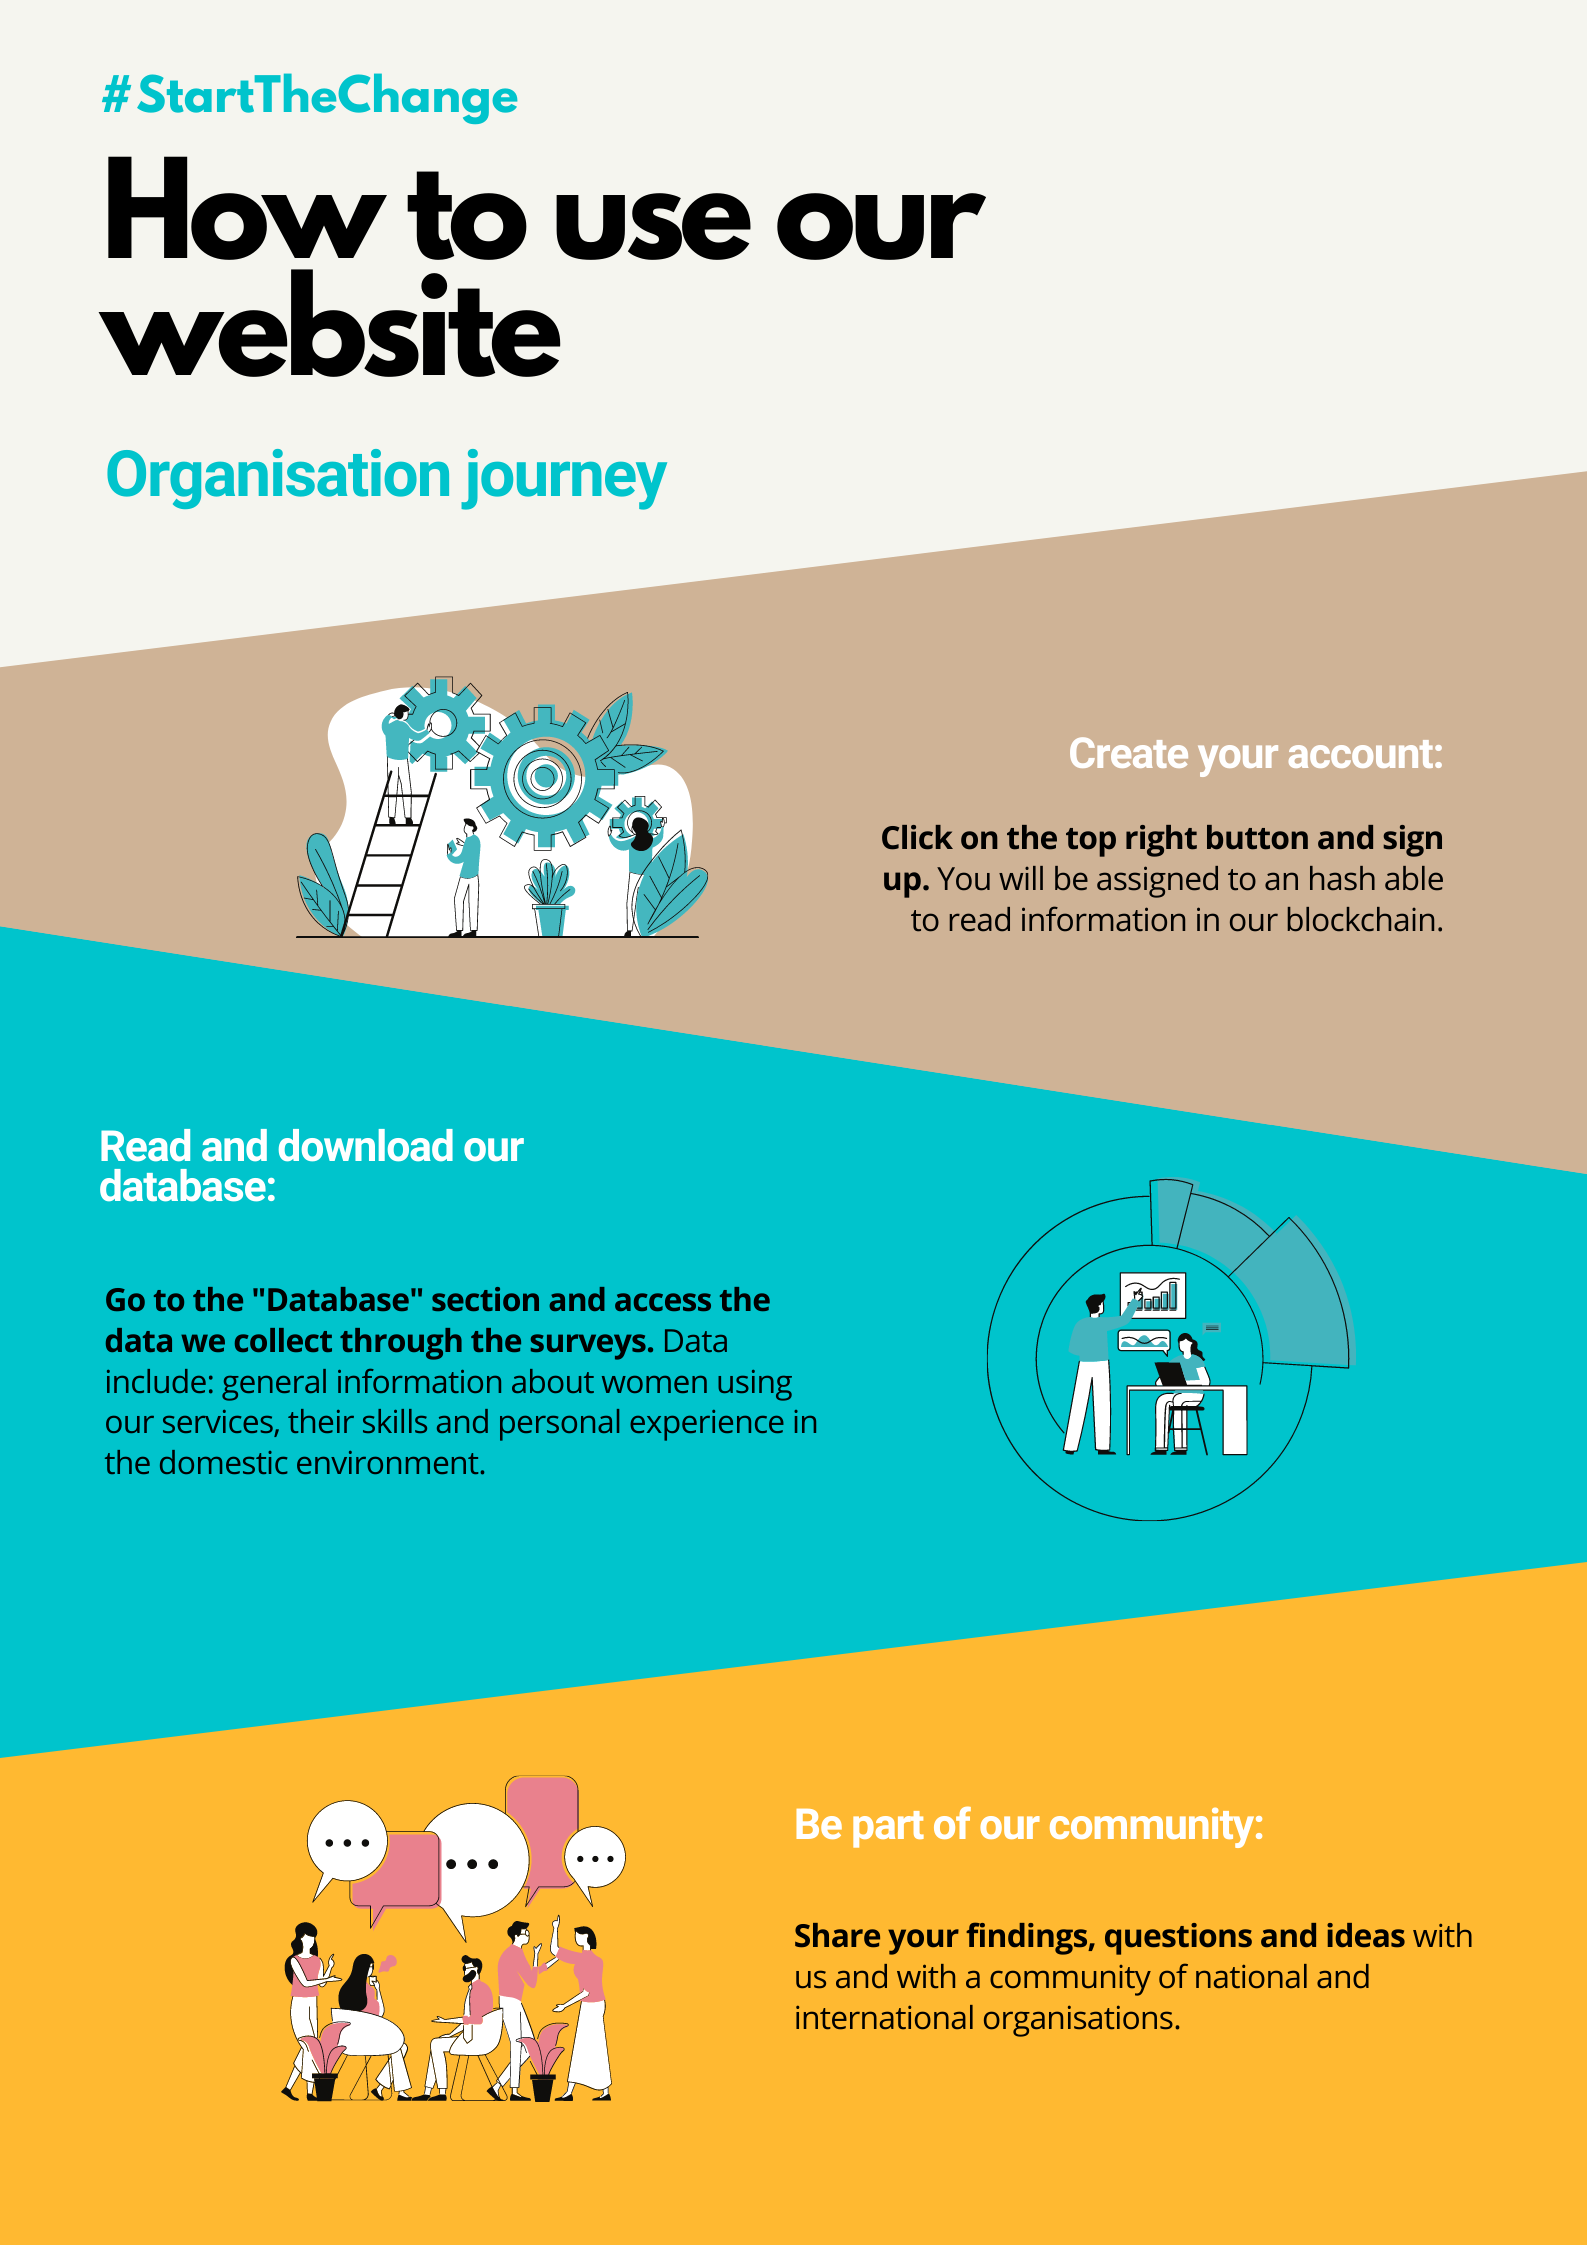 #StartTheChange
How to use our
website
Organisation journey
Create your account:
Click on the top right button and sign
up. You will be assigned to an hash able
to read information in our blockchain.
Read and download our
database:
Go to the "Database" section and access the
data we collect through the surveys. Data
include: general information about women using
our services, their skills and personal experience in
the domestic environment.
Be part of our community:
Share your findings, questions and ideas with
us and with a community of national and
international organisations.